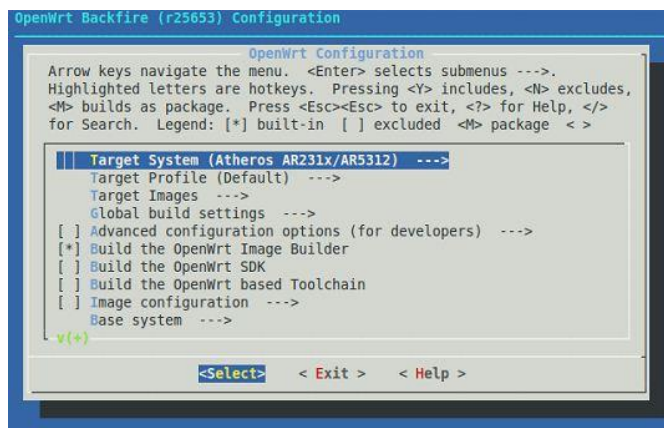 OpenWrt Backfire (r25653) Configuration
OpenWrt Configuration
Arrow keys navigate the menu. <Enter> selects submenus --->.
Highlighted letters are hotkeys. Pressing <Y> includes, <N> excludes,
<M> builds as package. Press <Esc><Esc> to exit, <?> for Help, </>
for Search. Legend: [*] built-in [ ] excluded <M> package < >
Target System (Atheros AR231x/AR5312) --->
Target Profile (Default) --->
Target Images --->
Global build settings --->
[ ] Advanced configuration options (for developers) --->
[*] Build the OpenWrt Image Builder
[ ] Build the OpenWrt SDK
[ ] Build the OpenWrt based Toolchain
[ ] Image configuration --->
Base system --->
v(+)
<Select> < Exit > < Help >